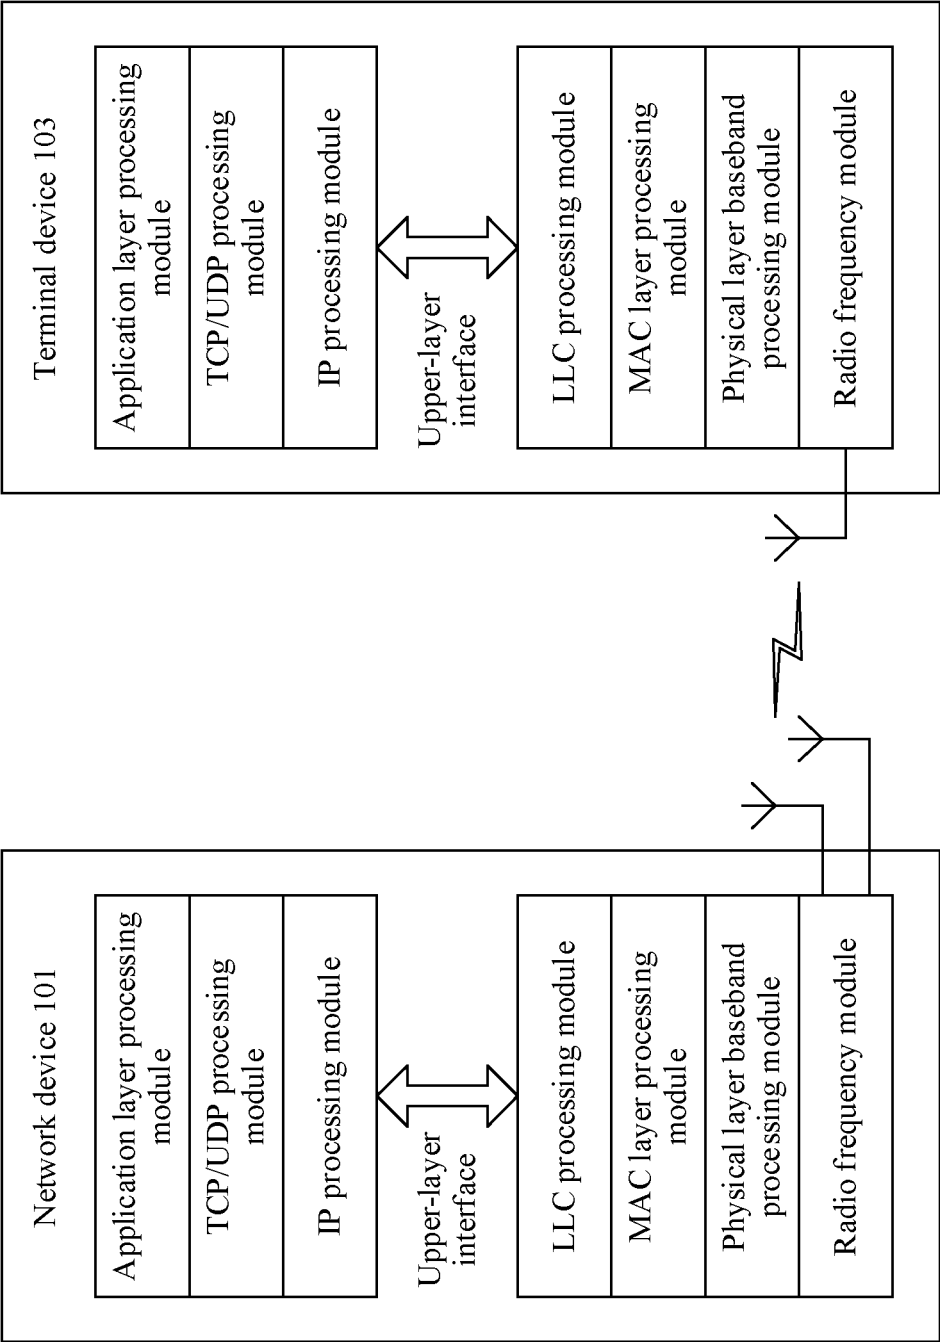 Network device 101
Application layer processing
module
TCP/UDP processing
module
IP processing module
Upper-layer
interface
LLC processing module
MAC layer processing
module
Physical layer baseband
processing module
Radio frequency module
Terminal device 103
Application layer processing
module
TCP/UDP processing
module
IP processing module
Upper-layer
interface
LLC processing module
MAC layer processing
module
Physical layer baseband
processing module
Radio frequency module